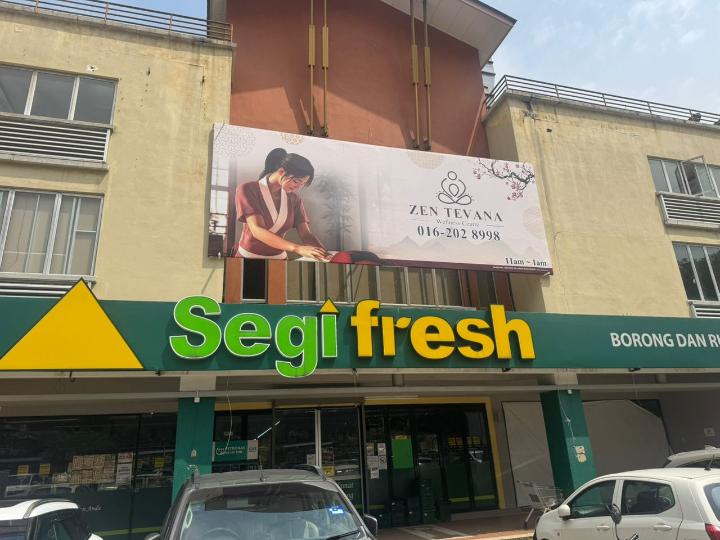 ZEN TEVANA
Wellness Centre
016-202 8998
11am ~ 1am
Segi fresh
BORONG DAN